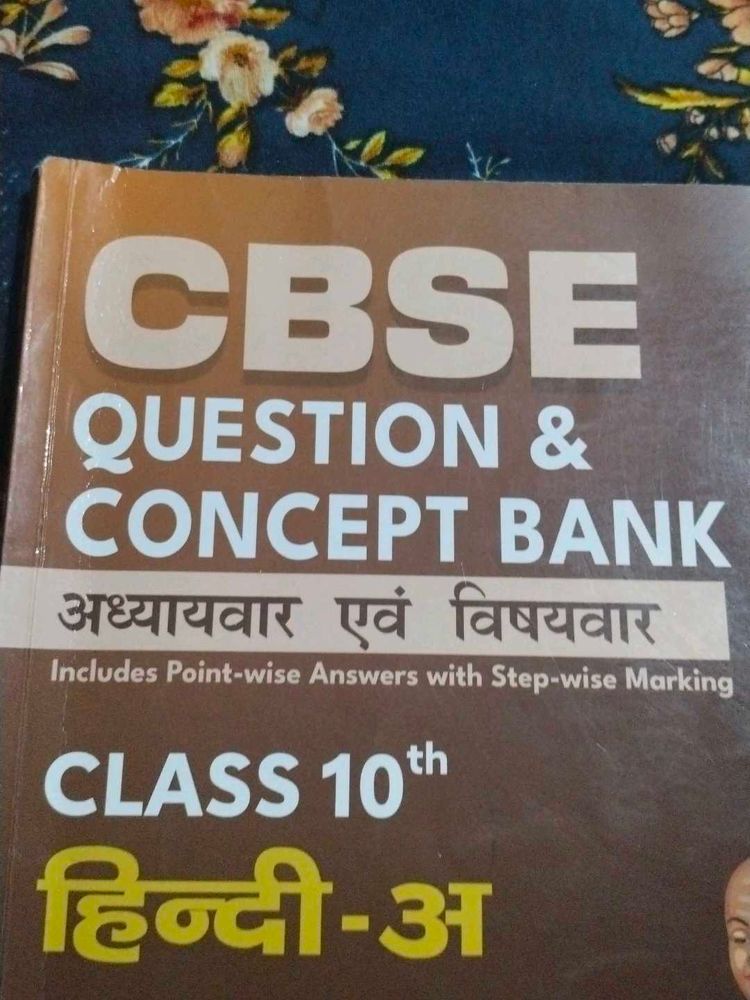 CBSE
QUESTION &
CONCEPT BANK
अध्यायवार एवं विषयवार
Includes Point-wise Answers with Step-wise Marking
CLASS 10th
हिन्दी - अ